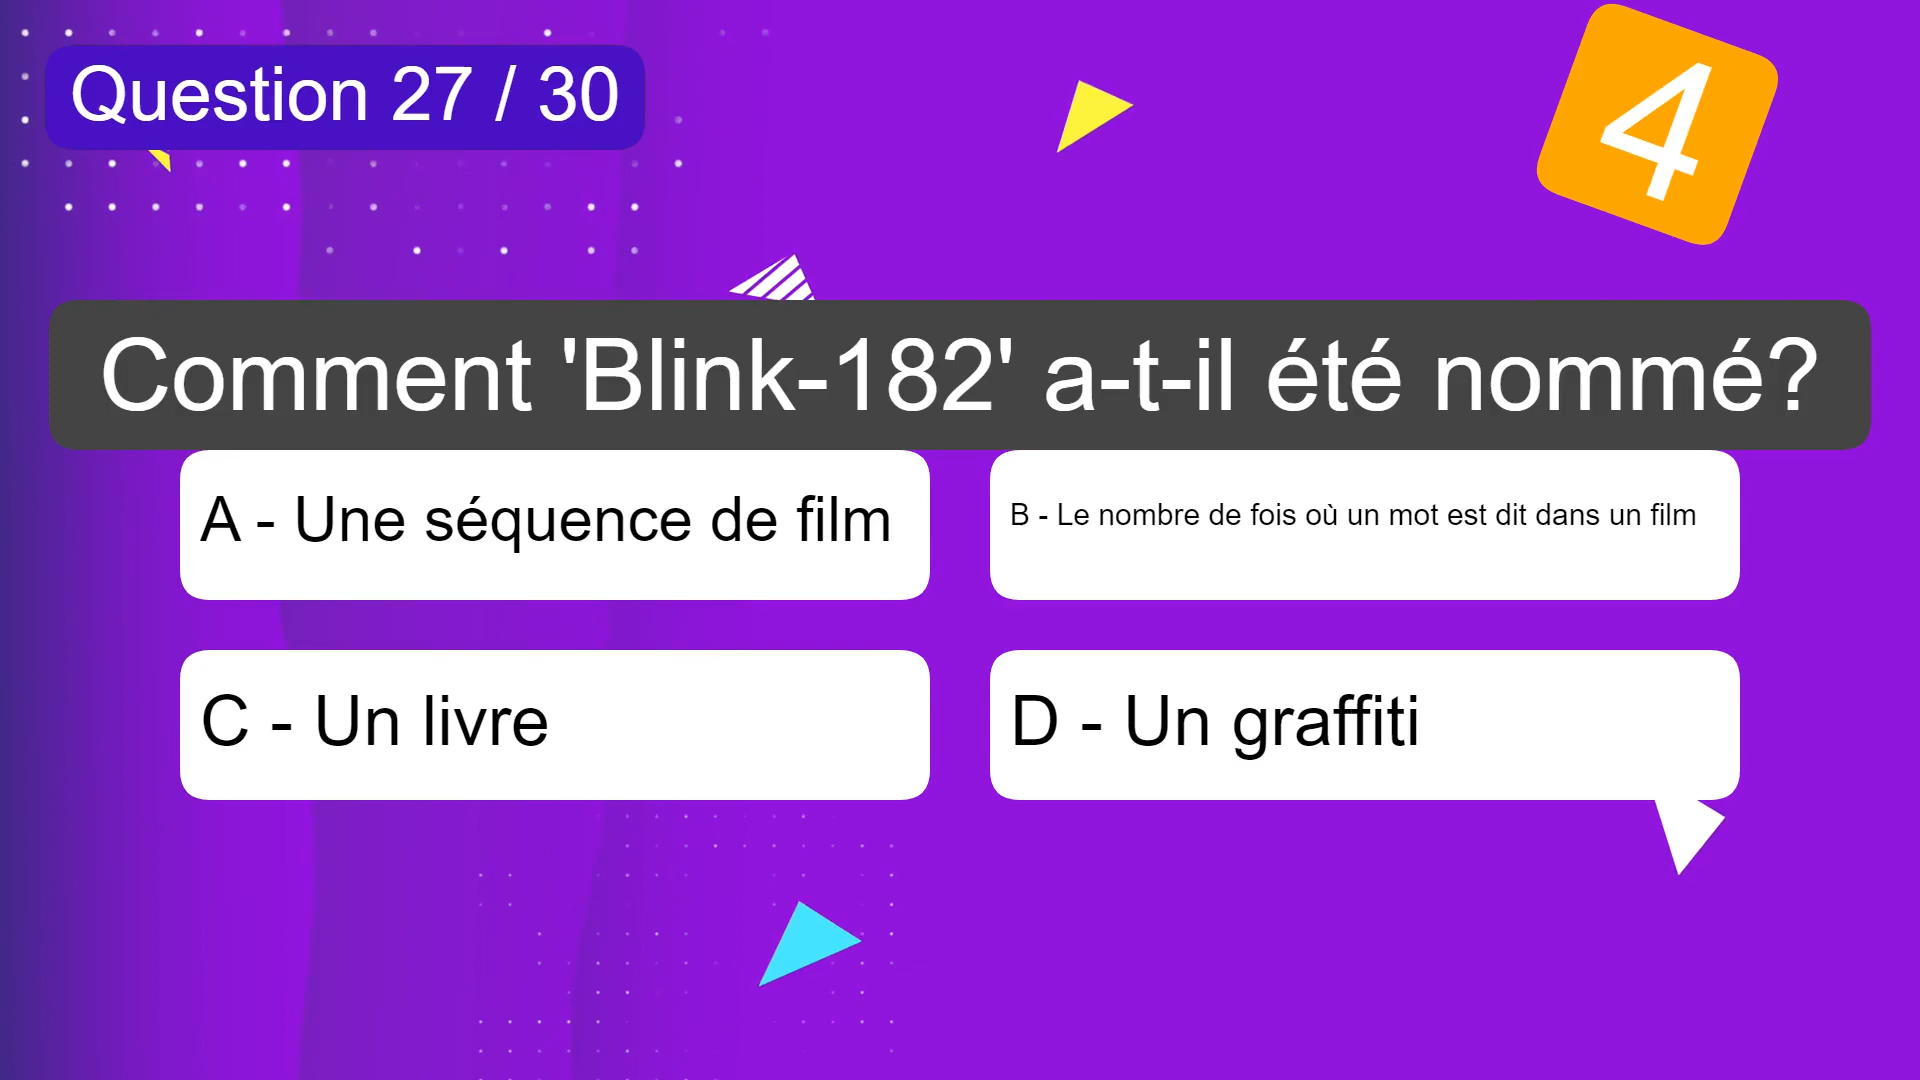 Question 27 / 30
4
Comment 'Blink-182' a-t-il été nommé?
A - Une séquence de film
B - Le nombre de fois où un mot est dit dans un film
C - Un livre
D - Un graffiti